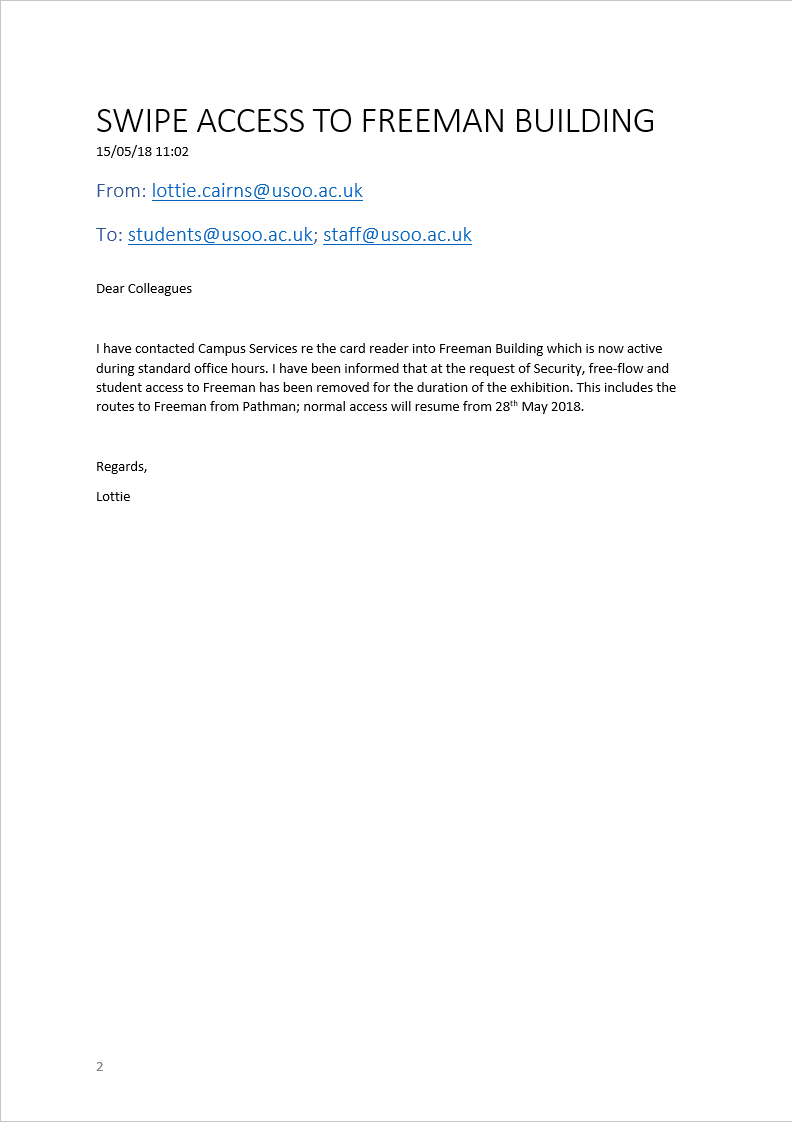 SWIPE ACCESS TO FREEMAN BUILDING
15/05/18 11:02
From: lottie.cairns@usoo.ac.uk
To: students@usoo.ac.uk; staff@usoo.ac.uk
Dear Colleagues
I have contacted Campus Services re the card reader into Freeman Building which is now active
during standard office hours. I have been informed that at the request of Security, free-flow and
student access to Freeman has been removed for the duration of the exhibition. This includes the
routes to Freeman from Pathman; normal access will resume from 28th May 2018.
Regards,
Lottie
2